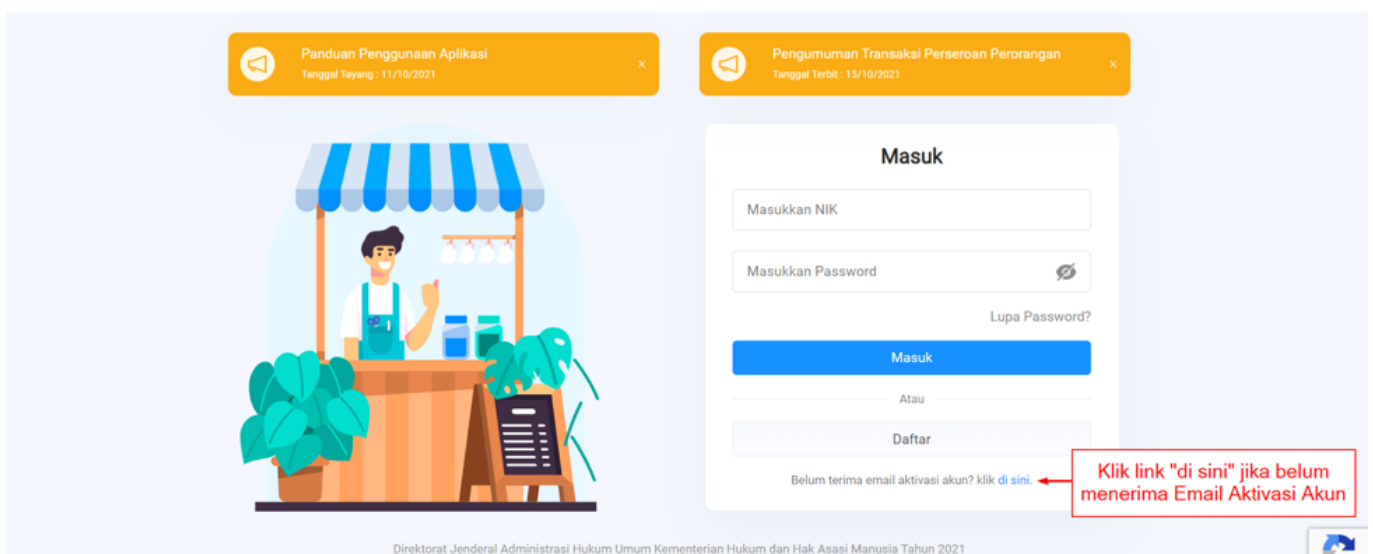 Panduan Penggunaan Aplikasi
Tanggal Tayang : 11/10/2021
x
Pengumuman Transaksi Perseroan Perorangan
Tanggal Terbit : 15/10/2021
x
Masuk
Masukkan NIK
Masukkan Password
Lupa Password?
Masuk
Atau
Daftar
Belum terima email aktivasi akun? klik di sini.
Klik link "di sini" jika belum
menerima Email Aktivasi Akun
Direktorat Jenderal Administrasi Hukum Umum Kementerian Hukum dan Hak Asasi Manusia Tahun 2021